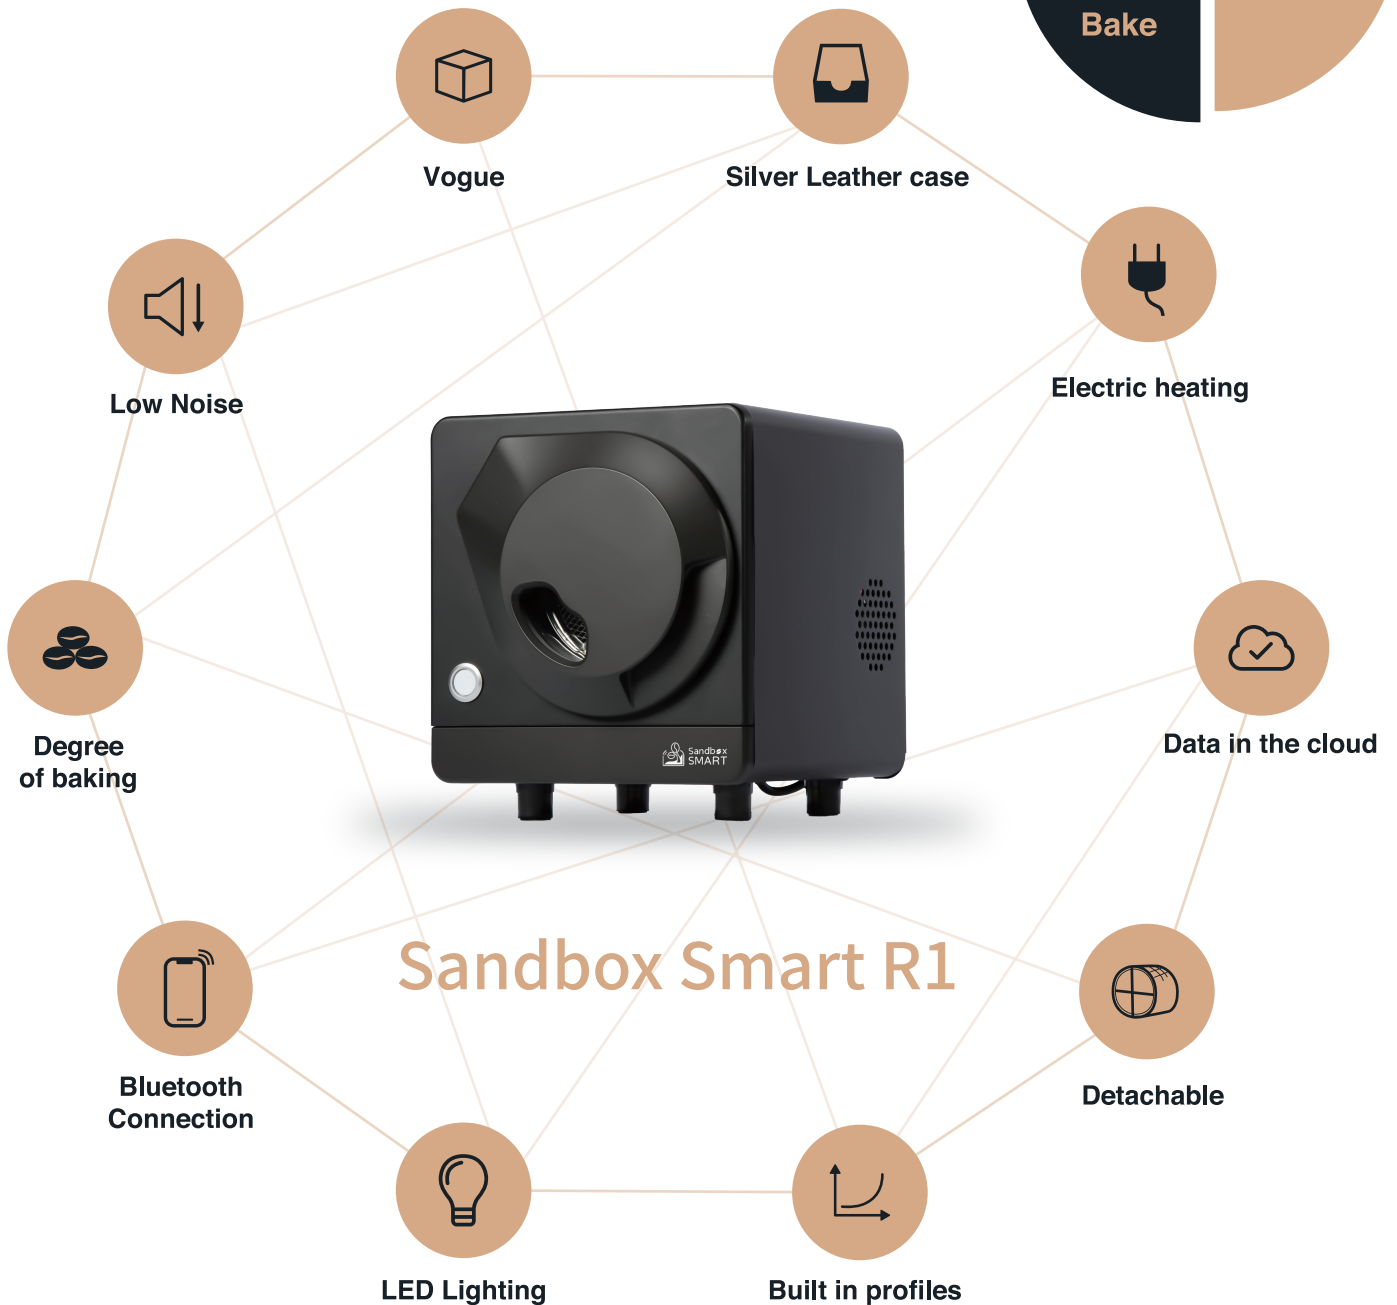 Bake
Vogue
Silver Leather case
Low Noise
Electric heating
Degree
of baking
Data in the cloud
Sandbox
SMART
Sandbox Smart R1
Bluetooth
Connection
Detachable
LED Lighting
Built in profiles